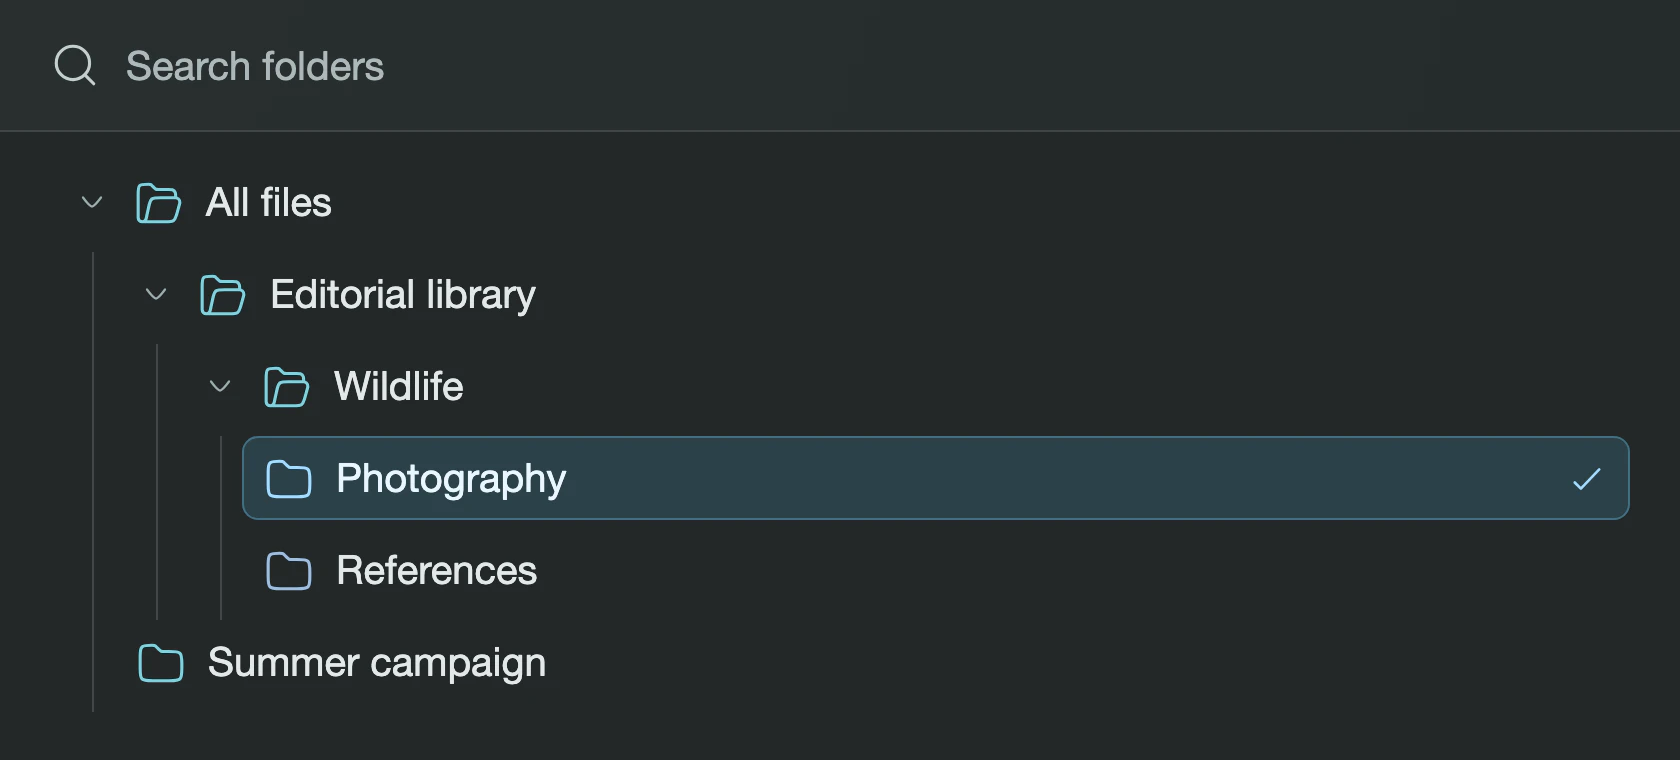 Search folders
All files
Editorial library
Wildlife
Photography
References
Summer campaign